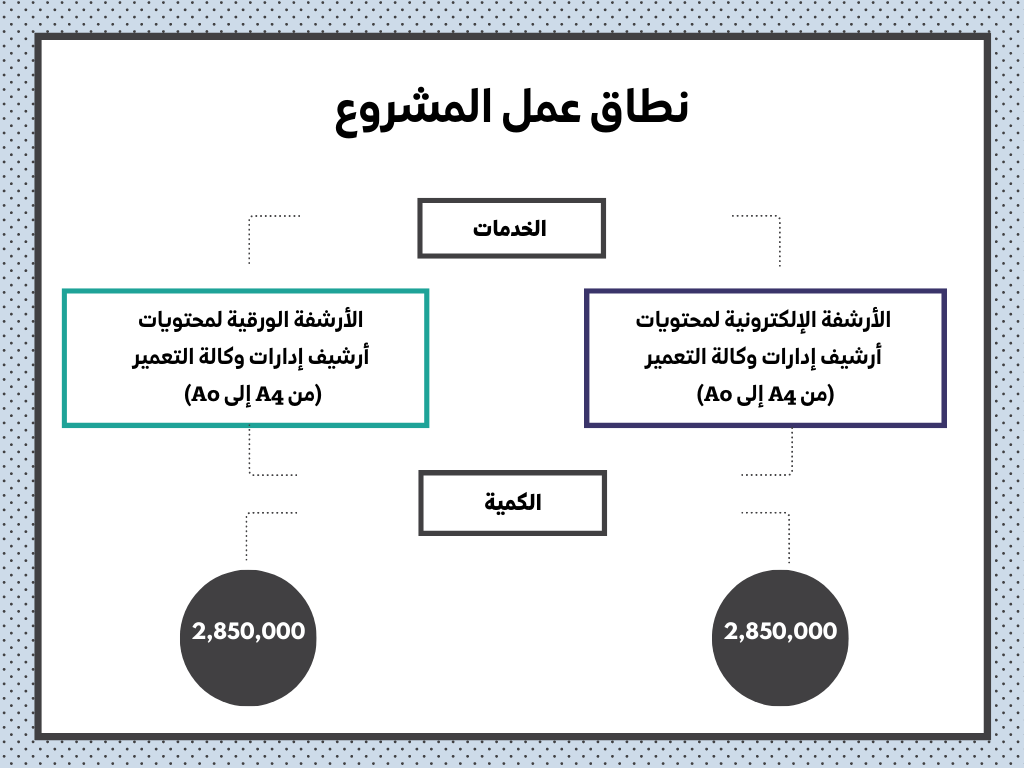 نطاق عمل المشروع
الخدمات
الأرشفة الإلكترونية لمحتويات
أرشيف إدارات وكالة التعمير
(من A4 إلى A0)
الأرشفة الورقية لمحتويات
أرشيف إدارات وكالة التعمير
(من A4 إلى A0)
الكمية
2,850,000
2,850,000